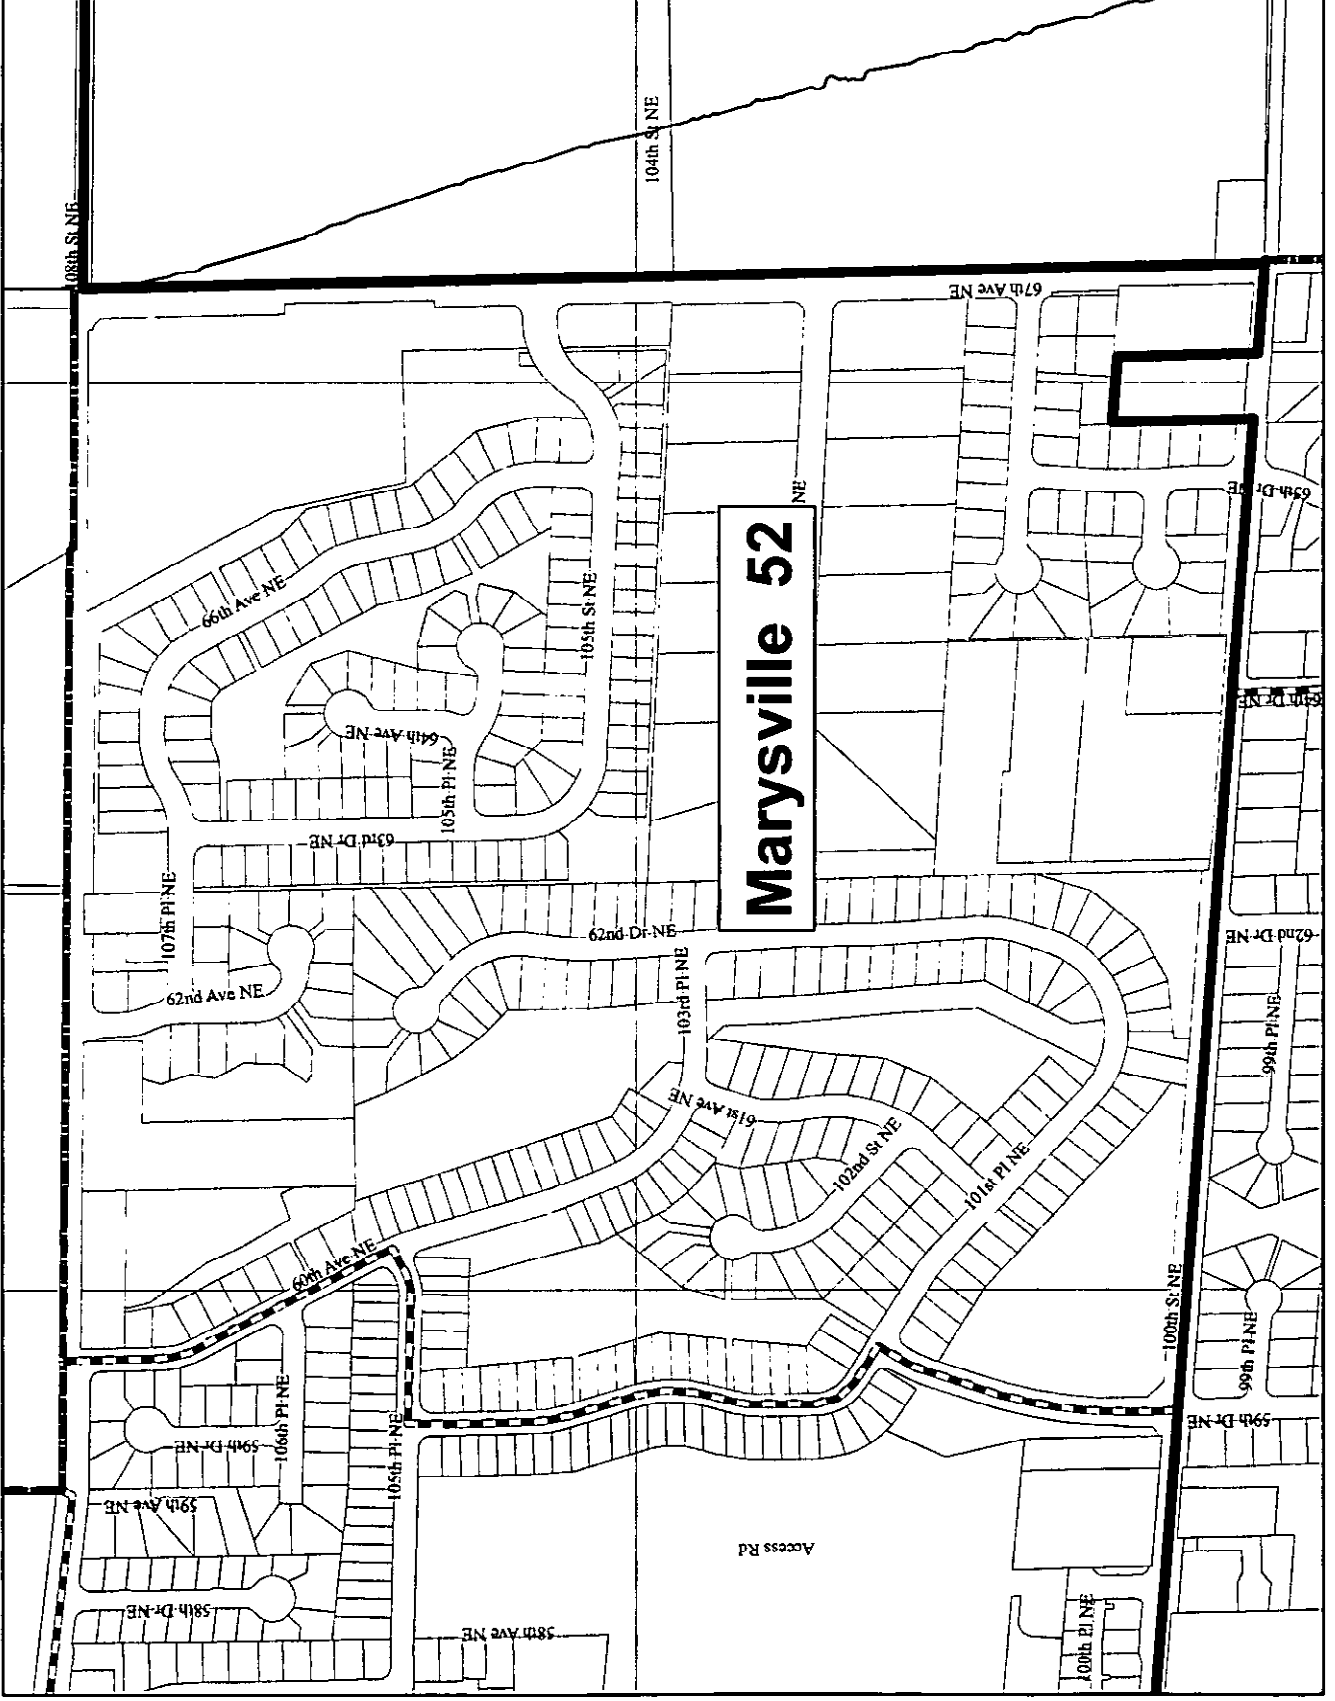 108th St NE
104th St NE
67th Ave NE
NE
65th Dr NE
66th Ave NE
105th St NE
Marysville 52
64th Ave NE
64th Dr NE
105th Pl NE
63rd Dr NE
107th Pl NE
62nd Dr NE
62nd Dr NE
62nd Ave NE
103rd Pl NE
99th Pl NE
61st Ave NE
102nd St NE
101st Pl NE
60th Ave NE
100th St NE
99th Pl NE
106th Pl NE
59th Dr NE
59th Dr NE
105th Pl NE
59th Ave NE
Access Rd
58th Dr NE
58th Ave NE
100th Pl NE